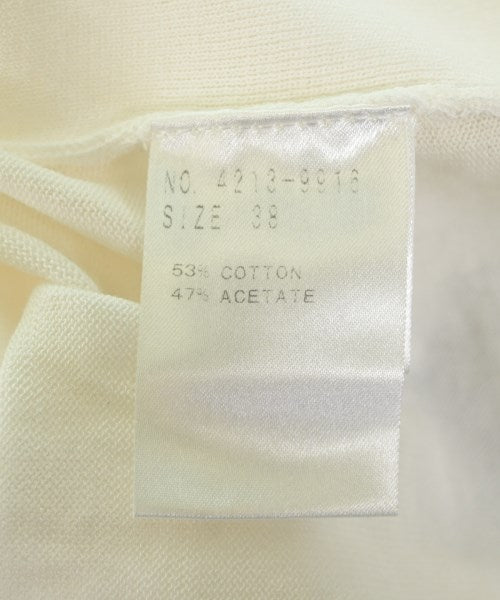 NO. 4213-9916
SIZE 38
53% COTTON
47% ACETATE